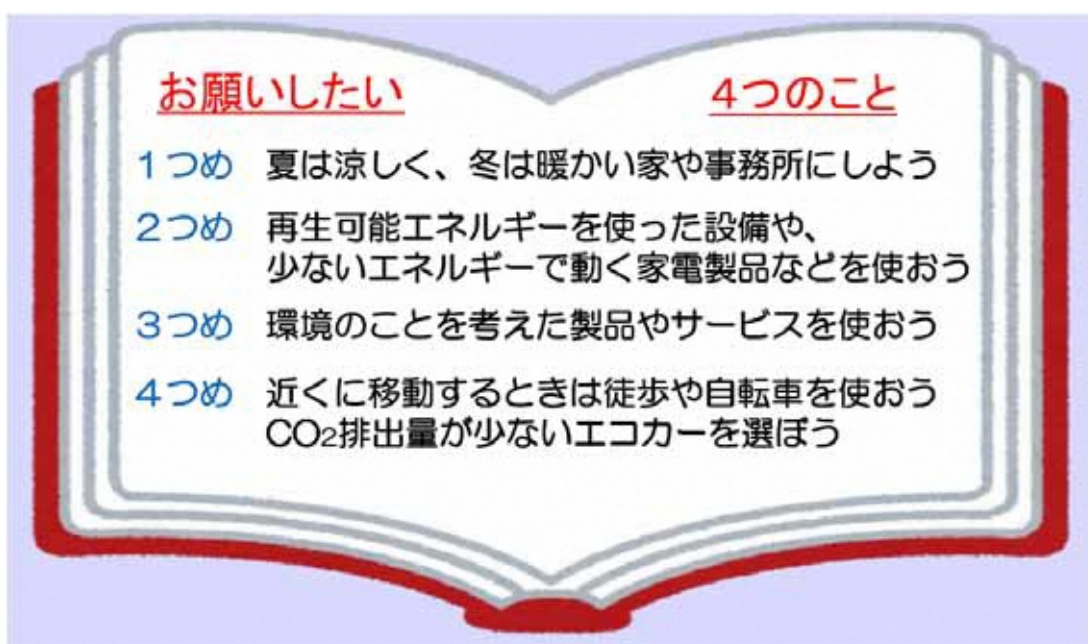 お願いしたい 4つのこと
1つめ 夏は涼しく、冬は暖かい家や事務所にしよう
2つめ 再生可能エネルギーを使った設備や、
少ないエネルギーで動く家電製品などを使おう
3つめ 環境のことを考えた製品やサービスを使おう
4つめ 近くに移動するときは徒歩や自転車を使おう
CO2排出量が少ないエコカーを選ぼう